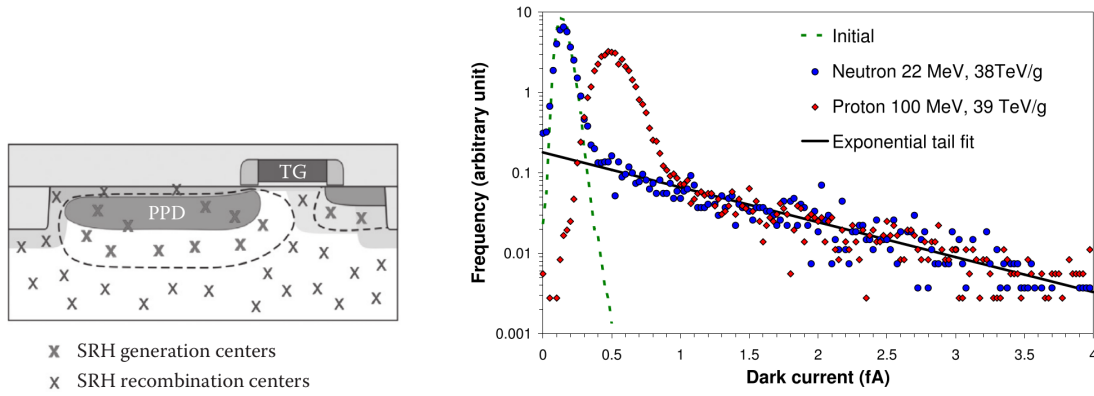 TG
PPD
X SRH generation centers
X SRH recombination centers
Frequency (arbitrary unit)
10
1
0.1
0.01
0.001
Initial
Neutron 22 MeV, 38TeV/g
Proton 100 MeV, 39 TeV/g
Exponential tail fit
0 0.5 1 1.5 2 2.5 3 3.5 4
Dark current (fA)